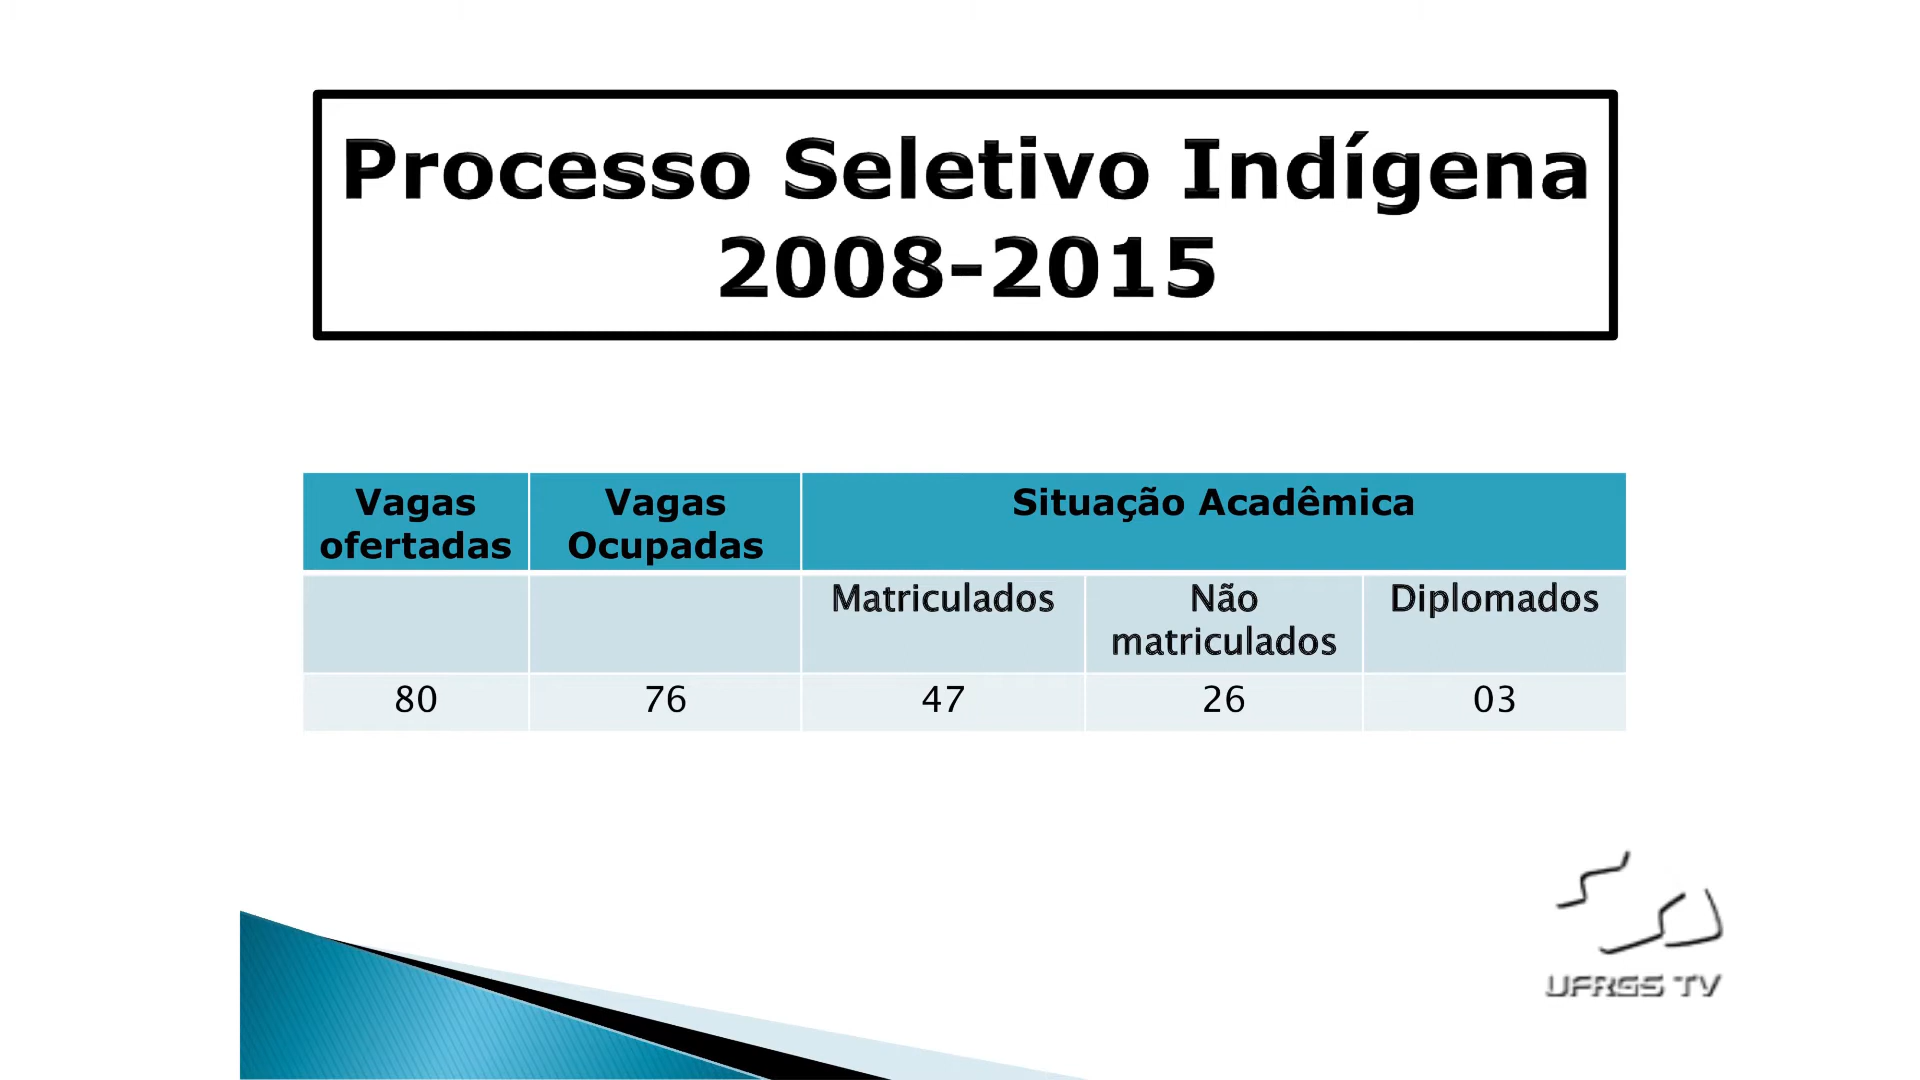 Processo Seletivo Indígena
2008-2015
Vagas ofertadas
Vagas Ocupadas
Situação Acadêmica
Matriculados
Não matriculados
Diplomados
80
76
47
26
03
UFRGS TV